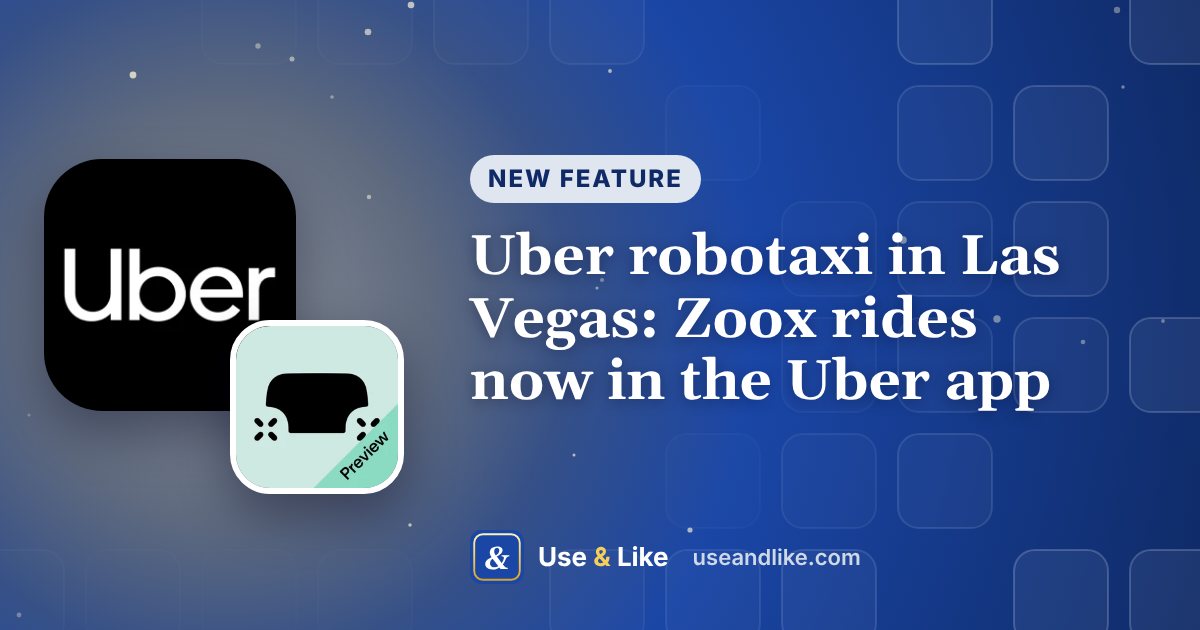 Uber
Preview
NEW FEATURE
Uber robotaxi in Las
Vegas: Zoox rides
now in the Uber app
& Use & Like useandlike.com